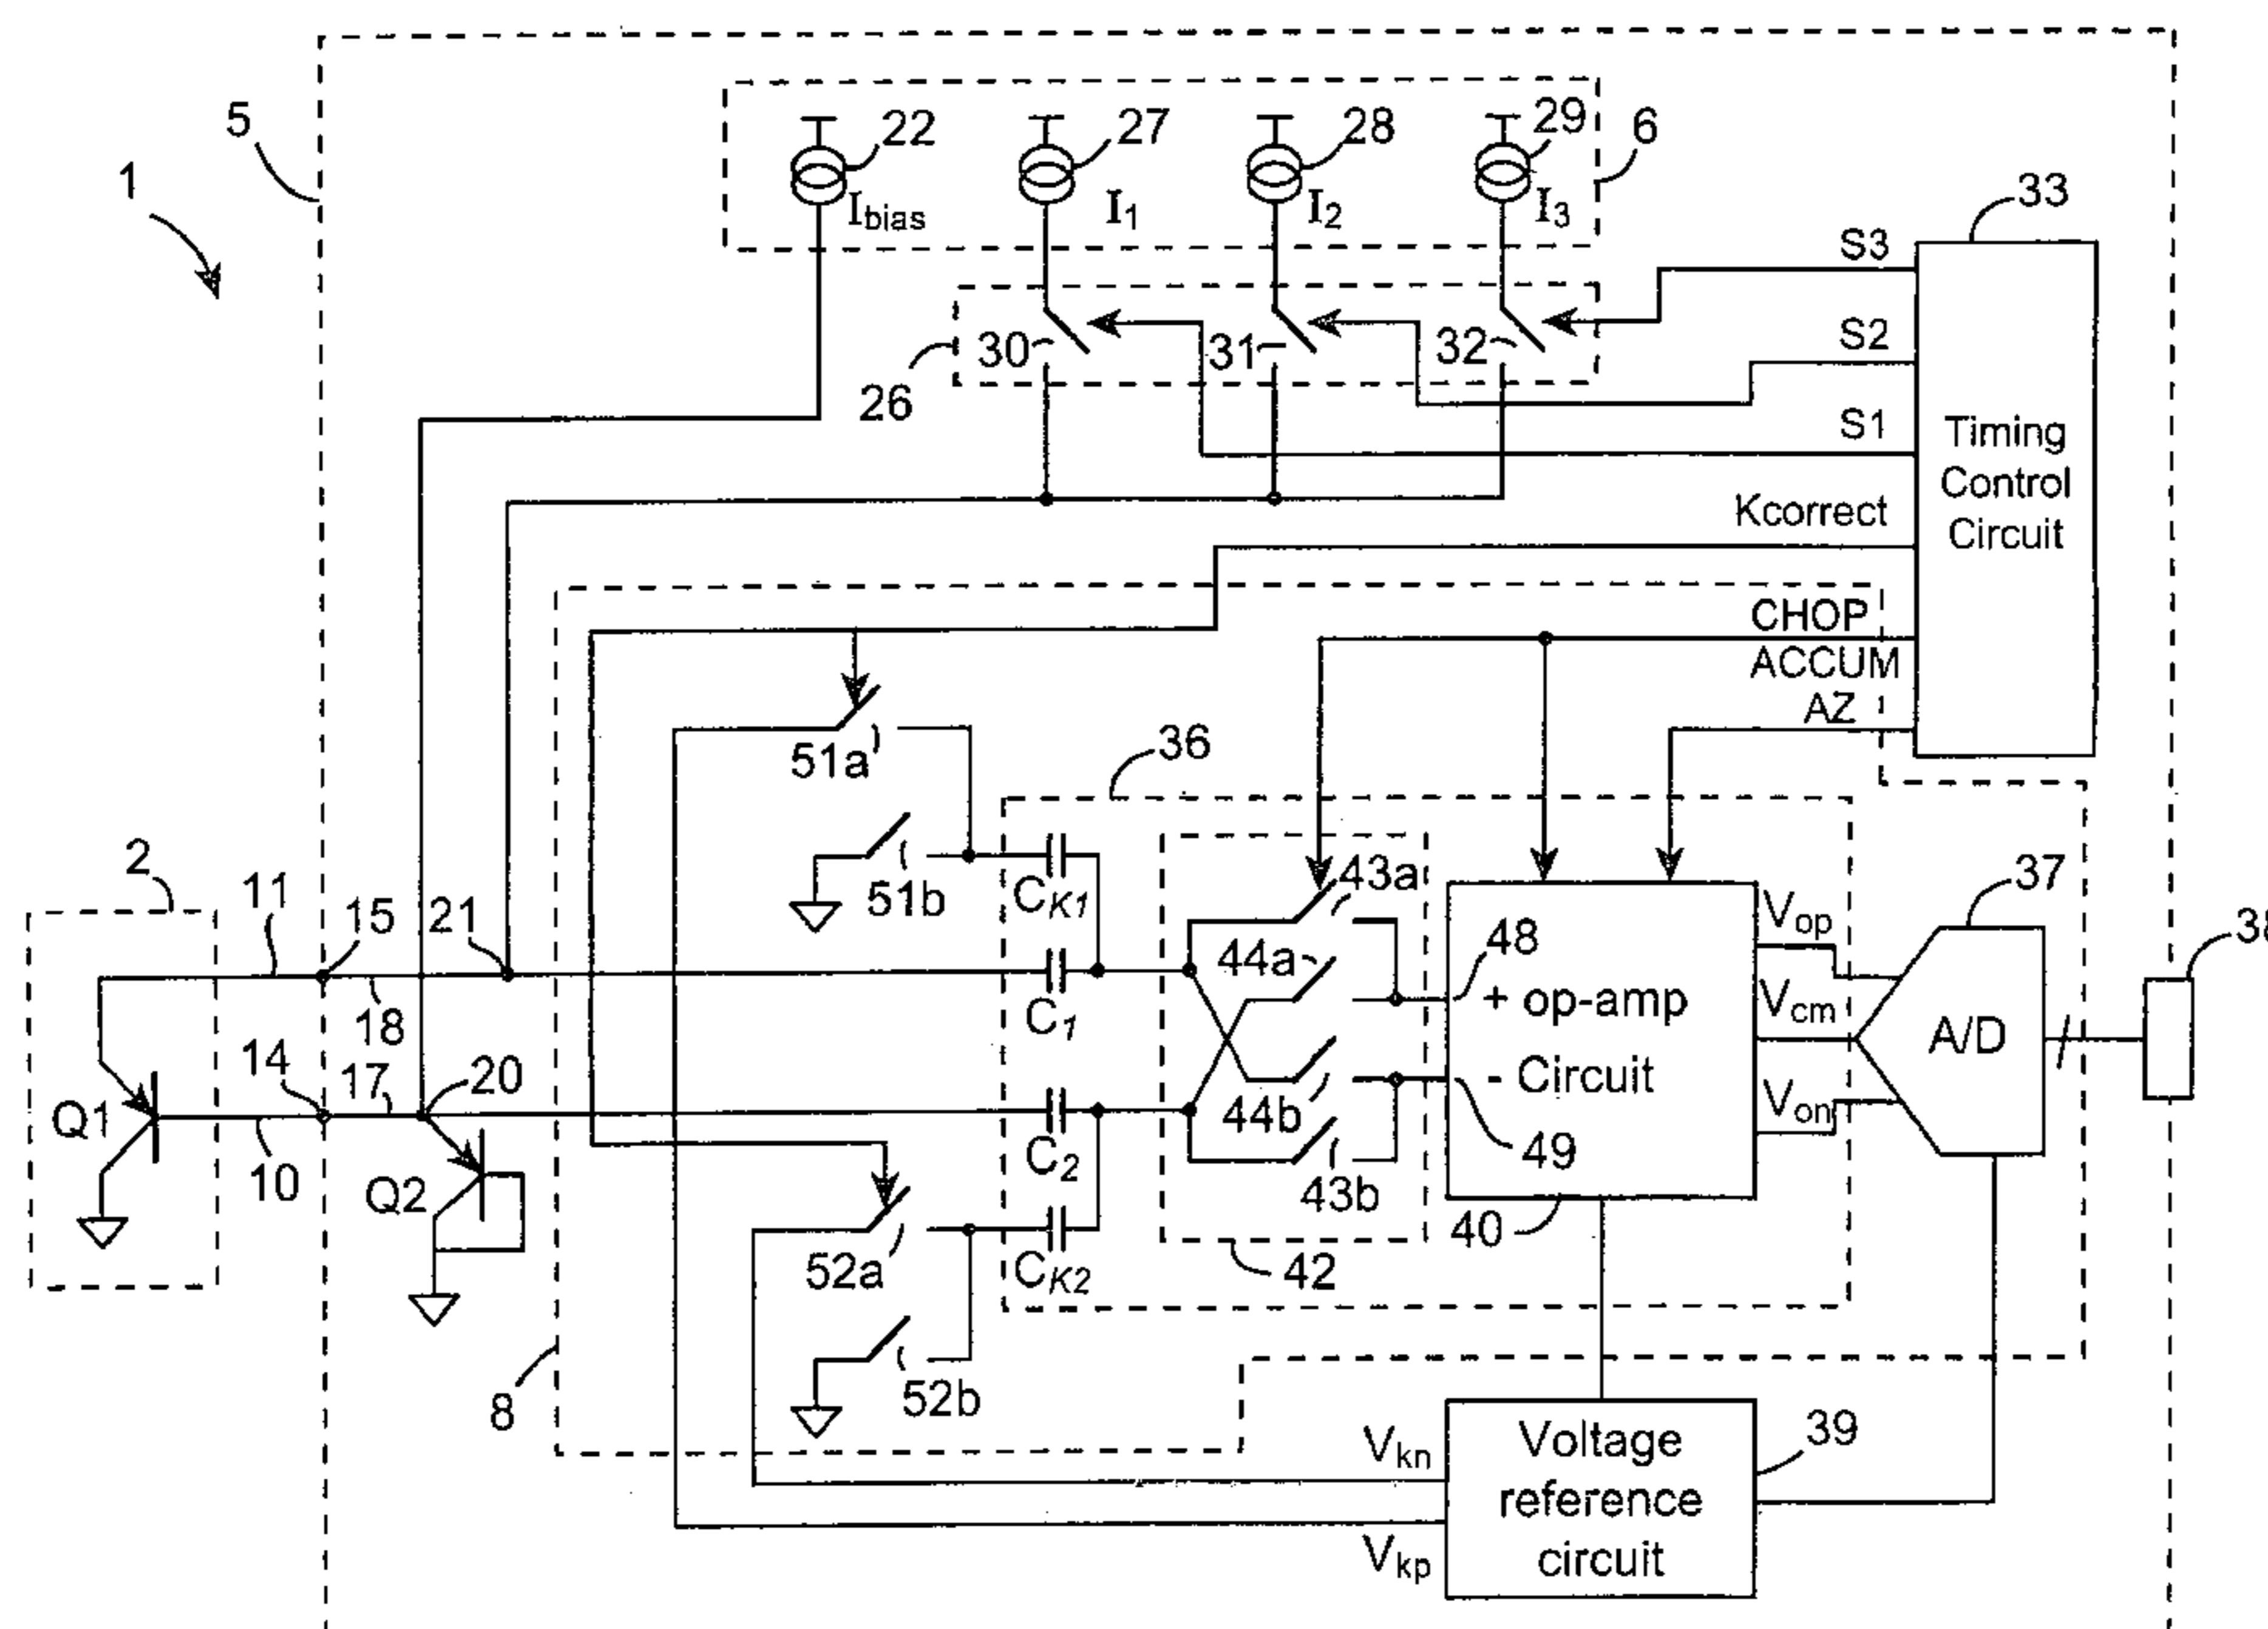 5
22
27
28
29
6
1
I1
I2
I3
Ibias
33
S3
S2
30
31
32
26
S1
Timing
Control
Circuit
Kcorrect
CHOP
ACCUM
AZ
51a
36
2
51b
CK1
43a
37
11
15
21
Vop
38
44a
48
C1
+ op-amp
Vcm
A/D
18
14
17
20
- Circuit
Q1
44b
Von
10
Q2
C2
43b
49
52a
CK2
42
40
8
52b
Vkn
Voltage
reference
circuit
39
Vkp